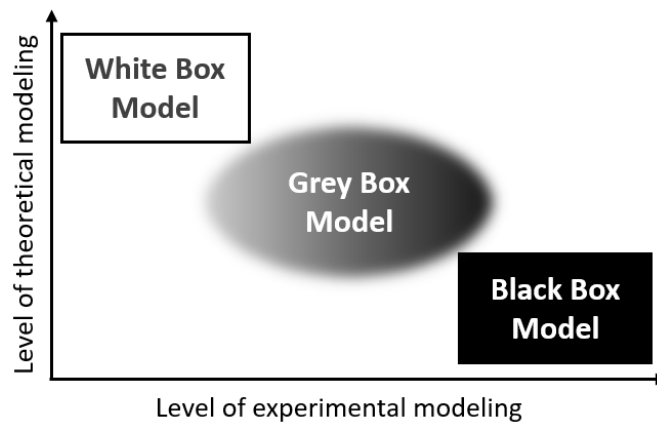 Level of theoretical modeling
White Box
Model
Grey Box
Model
Black Box
Model
Level of experimental modeling